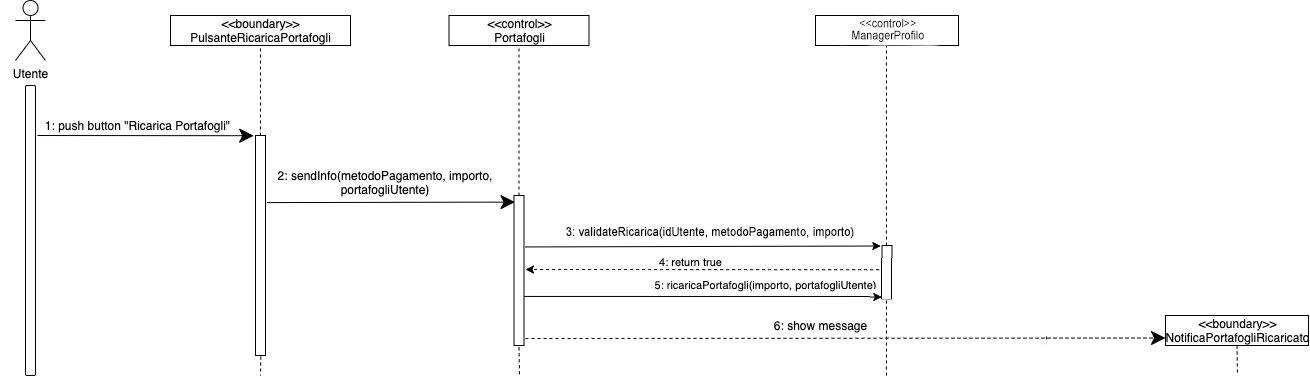 <<boundary>>
PulsanteRicaricaPortafogli
<<control>>
Portafogli
<<control>>
ManagerProfilo
Utente
1: push button "Ricarica Portafogli"
2: sendInfo(metodoPagamento, importo,
portafogliUtente)
3: validateRicarica(idUtente, metodoPagamento, importo)
4: return true
5: ricaricaPortafogli(importo, portafogliUtente)
6: show message
<<boundary>>
NotificaPortafogliRicaricato